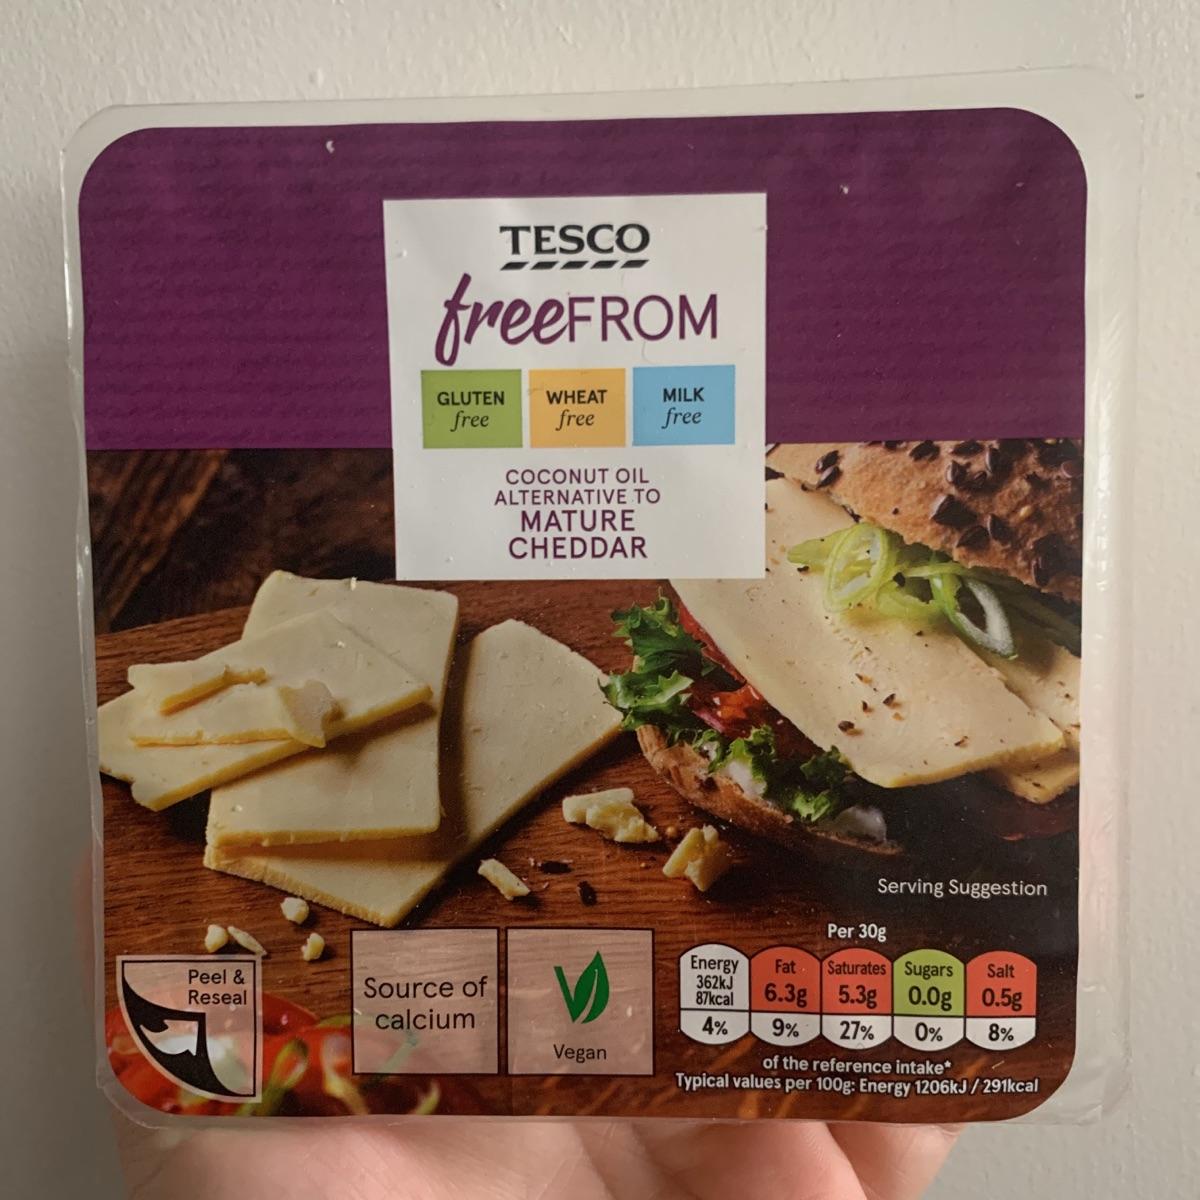 TESCO
freeFROM
GLUTEN
free
WHEAT
free
MILK
free
COCONUT OIL
ALTERNATIVE TO
MATURE
CHEDDAR
Serving Suggestion
Peel &
Reseal
Source of
calcium
Vegan
Per 30g
Energy
362kJ
87kcal
4%
Fat
6.3g
9%
Saturates
5.3g
27%
Sugars
0.0g
0%
Salt
0.5g
8%
of the reference intake*
Typical values per 100g: Energy 1206kJ / 291kcal